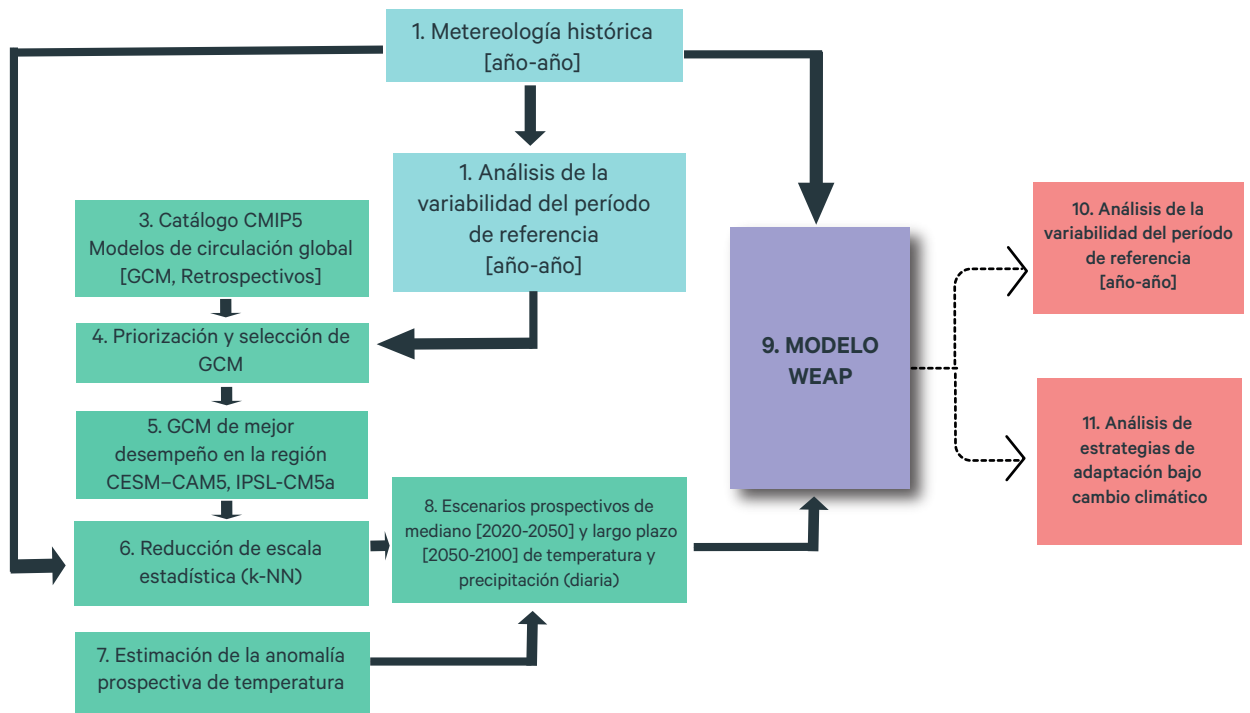 1. Metereología histórica
[año-año]
1. Análisis de la
variabilidad del período
de referencia
[año-año]
3. Catálogo CMIP5
Modelos de circulación global
[GCM, Retrospectivos]
4. Priorización y selección de
GCM
5. GCM de mejor
desempeño en la región
CESM–CAM5, IPSL-CM5a
6. Reducción de escala
estadística (k-NN)
7. Estimación de la anomalía
prospectiva de temperatura
8. Escenarios prospectivos de
mediano [2020-2050] y largo plazo
[2050-2100] de temperatura y
precipitación (diaria)
9. MODELO
WEAP
10. Análisis de la
variabilidad del período
de referencia
[año-año]
11. Análisis de
estrategias de
adaptación bajo
cambio climático